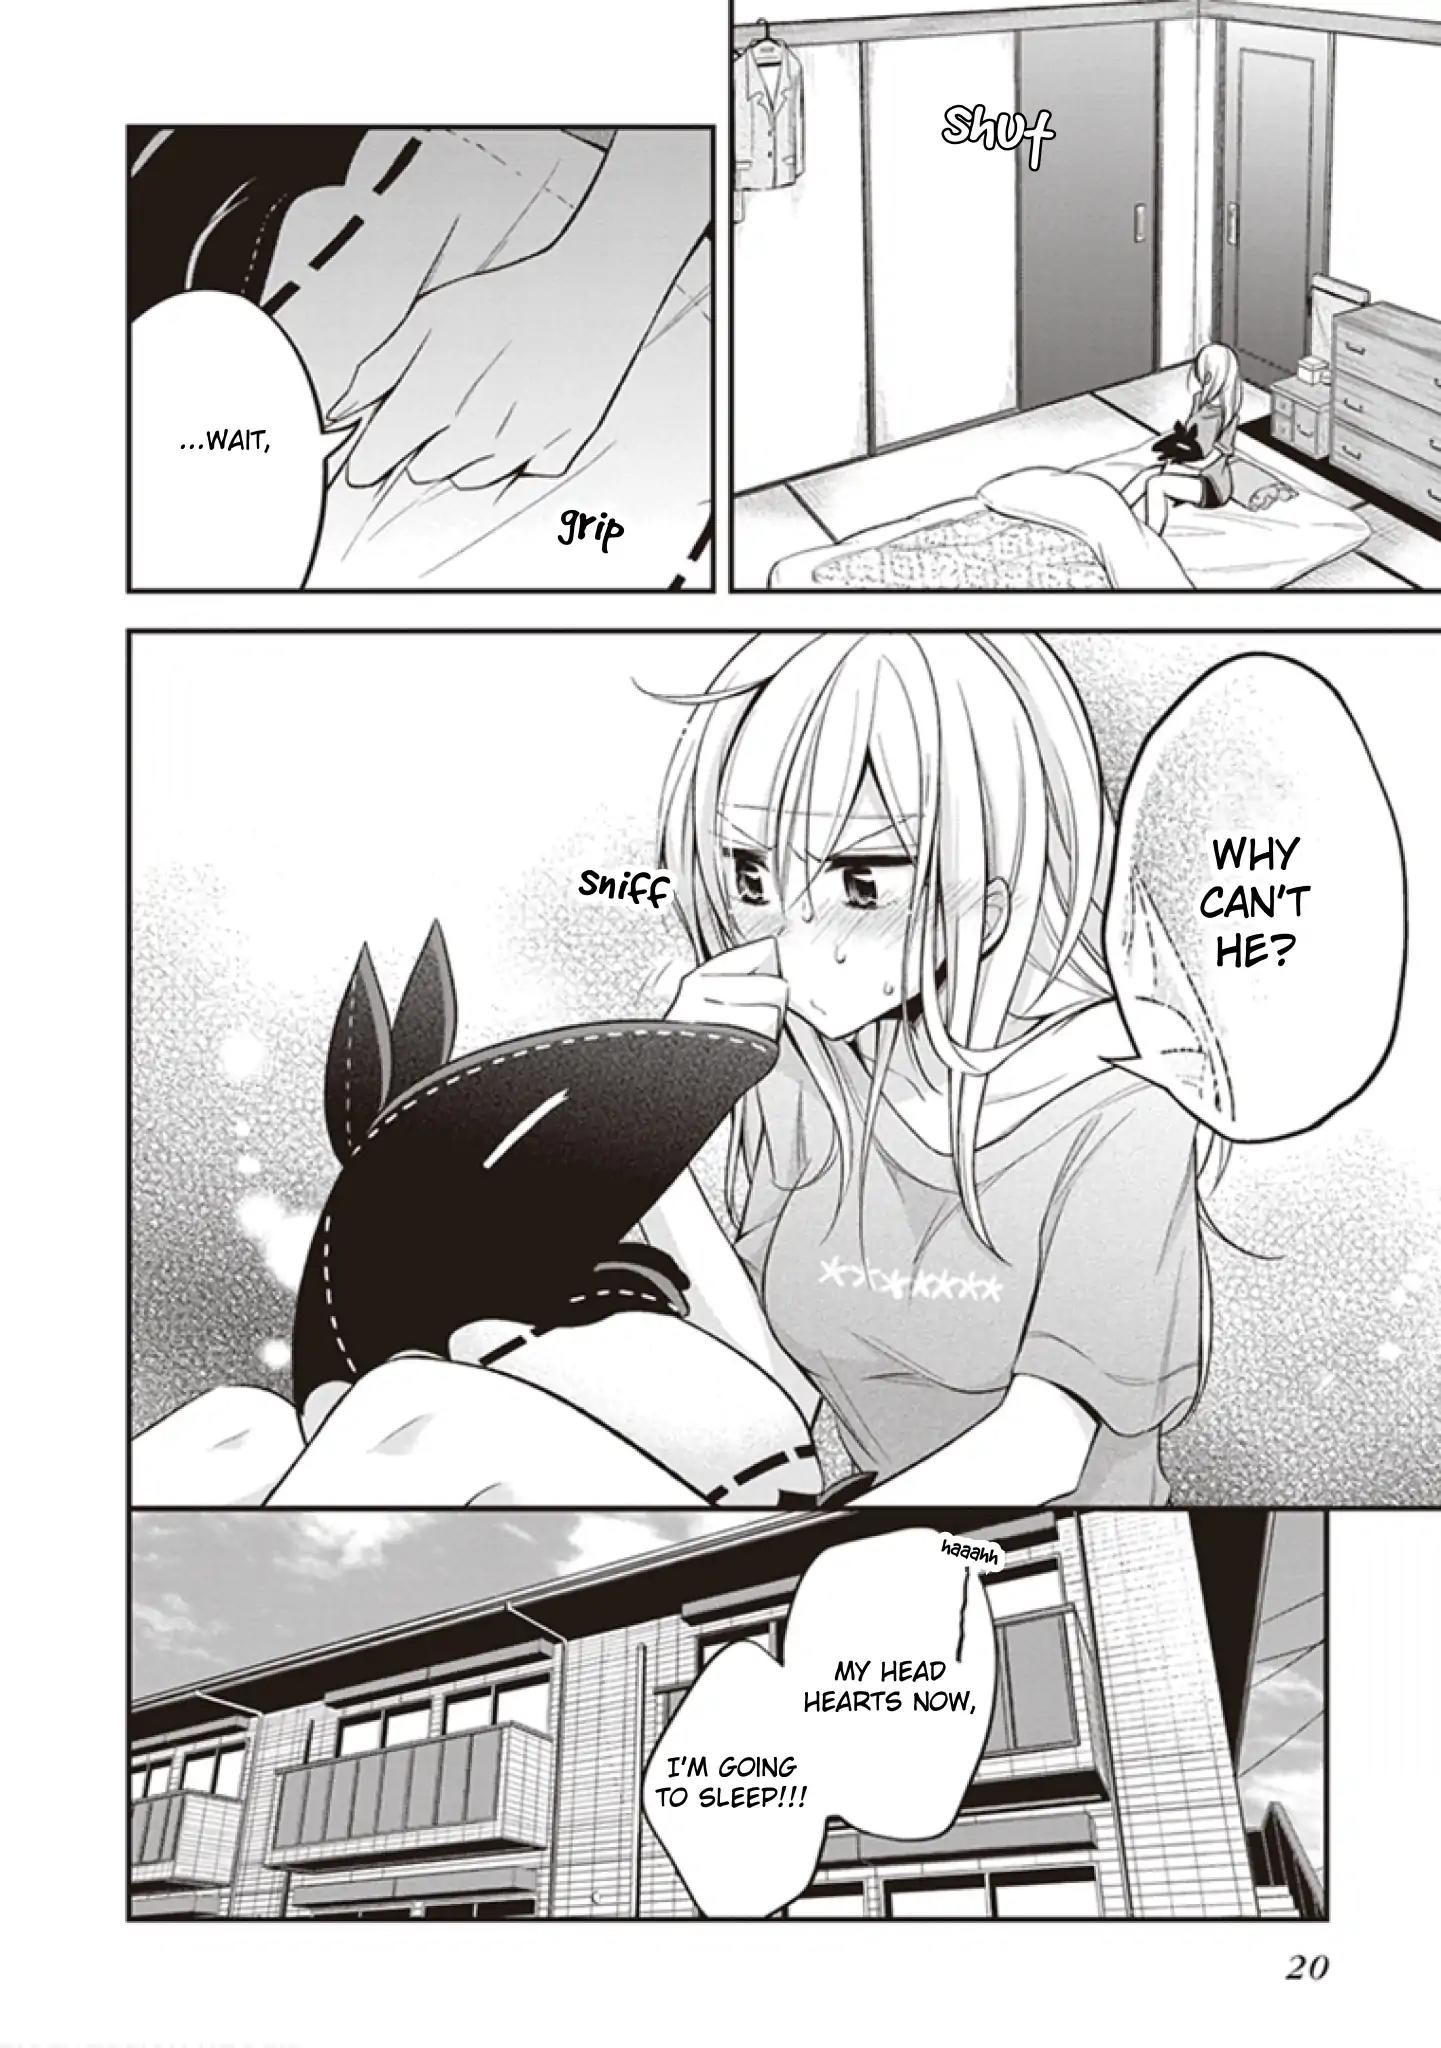 Shut
...WAIT,
grip
WHY
CAN'T
HE?
Sniff
haaahh
MY HEAD
HEARTS NOW,
I'M GOING
TO SLEEP!!!
20